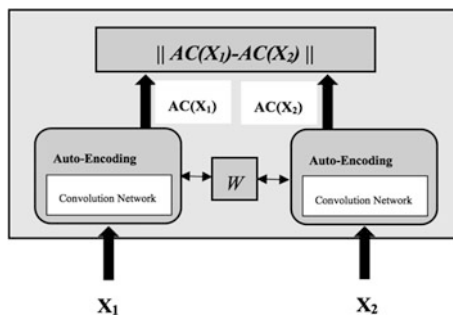 || AC(X₁)-AC(X₂) ||
AC(X₁)
AC(X₂)
Auto-Encoding
Convolution Network
W
Auto-Encoding
Convolution Network
X₁
X₂